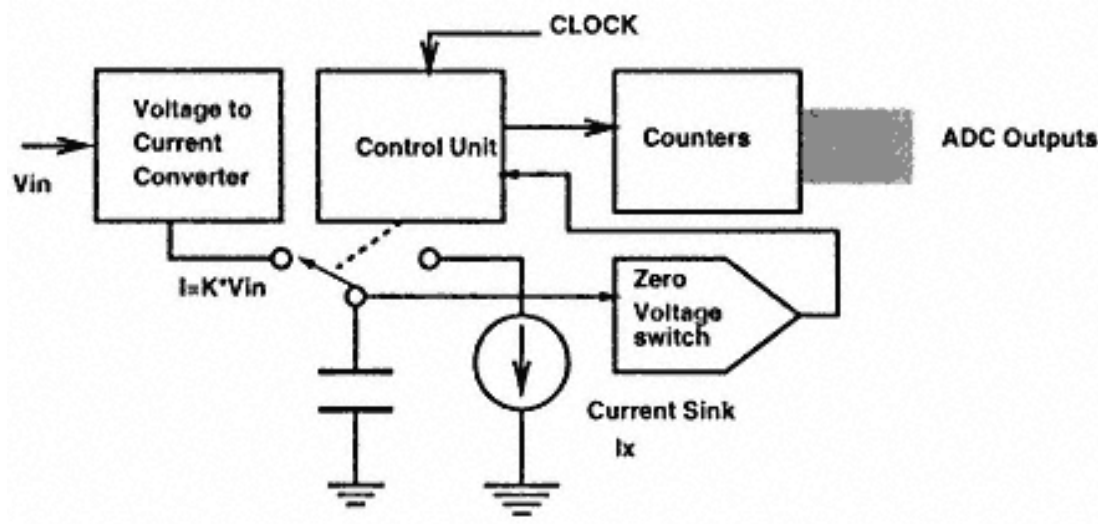 CLOCK
Voltage to
Current
Converter
Control Unit
Counters
ADC Outputs
Vin
I=K*Vin
Zero
Voltage
switch
Current Sink
Ix